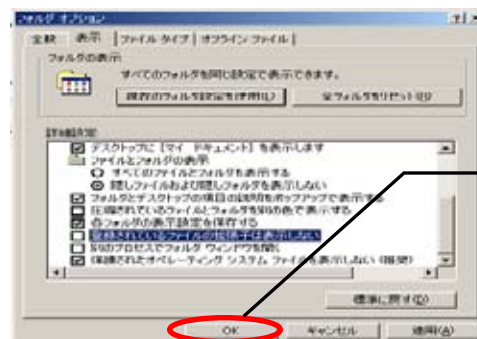 フォルダ オプション
全般 表示 ファイル タイプ オフライン ファイル
フォルダの表示
すべてのフォルダを同じ設定で表示できます。
現在のフォルダ設定を使用(L) 全フォルダをリセット(R)
詳細設定:
デスクトップに [マイ ドキュメント] を表示します
ファイルとフォルダの表示
すべてのファイルとフォルダを表示する
隠しファイルおよび隠しフォルダを表示しない
フォルダとデスクトップの項目の説明をポップアップで表示する
圧縮されているファイルとフォルダを別の色で表示する
各フォルダの表示設定を保存する
登録されているファイルの拡張子は表示しない
別のプロセスでフォルダ ウィンドウを開く
保護されたオペレーティング システム ファイルを表示しない (推奨)
標準に戻す(D)
OK キャンセル 適用(A)